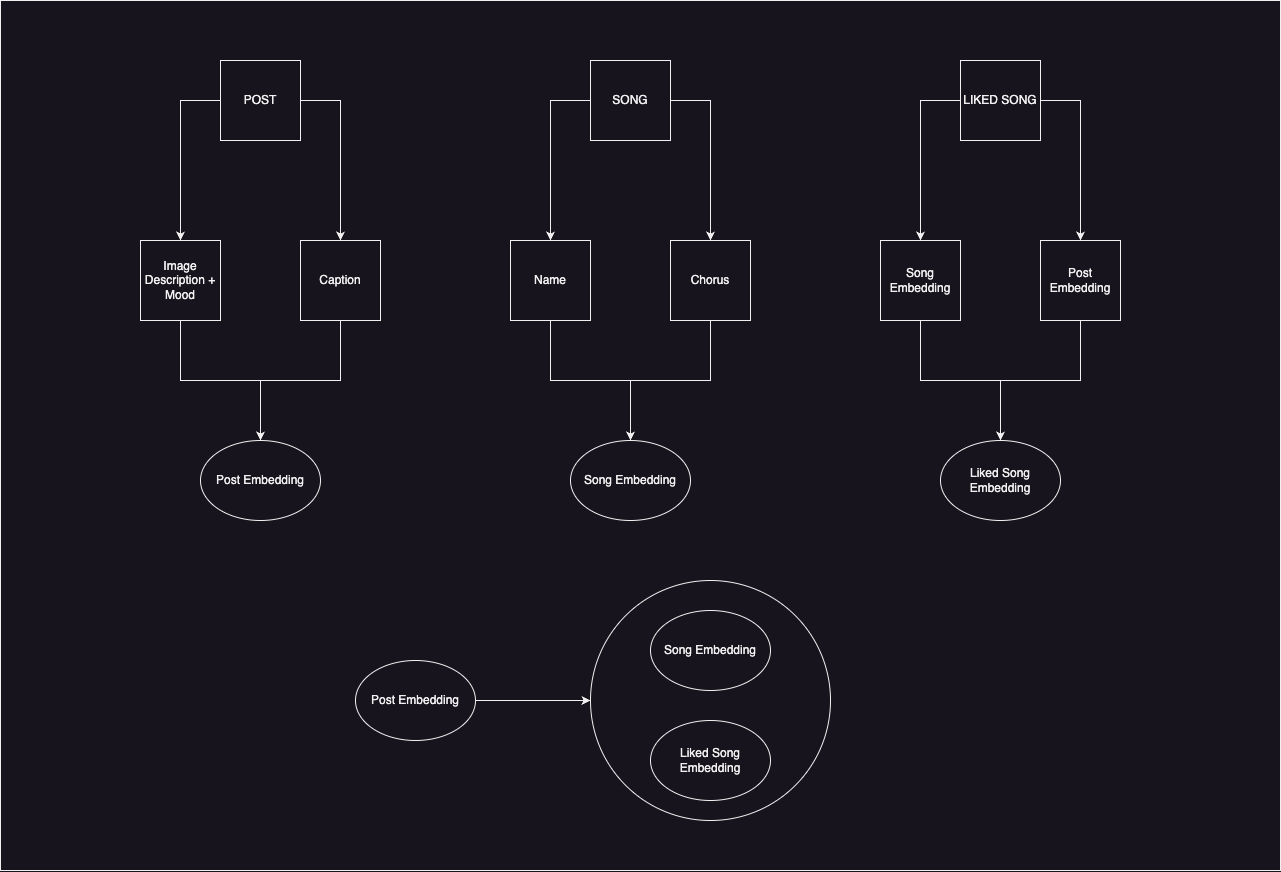 POST
SONG
LIKED SONG
Image
Description +
Mood
Caption
Name
Chorus
Song
Embedding
Post
Embedding
Post Embedding
Song Embedding
Liked Song
Embedding
Post Embedding
Song Embedding
Liked Song
Embedding